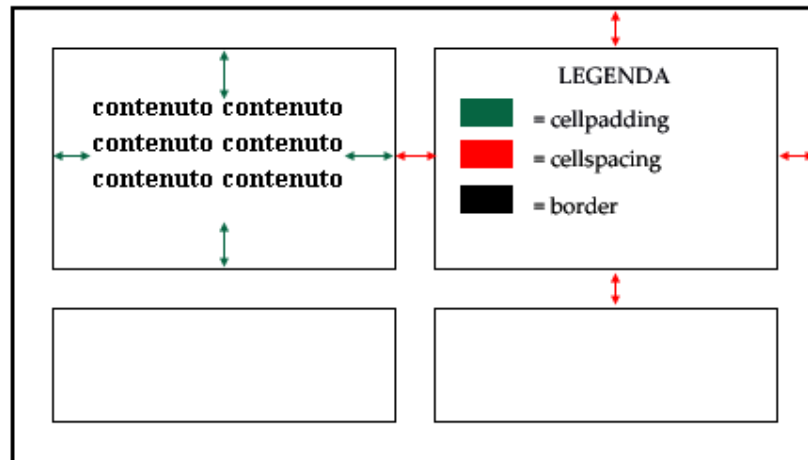 contenuto contenuto
contenuto contenuto
contenuto contenuto
LEGENDA
= cellpadding
= cellspacing
= border